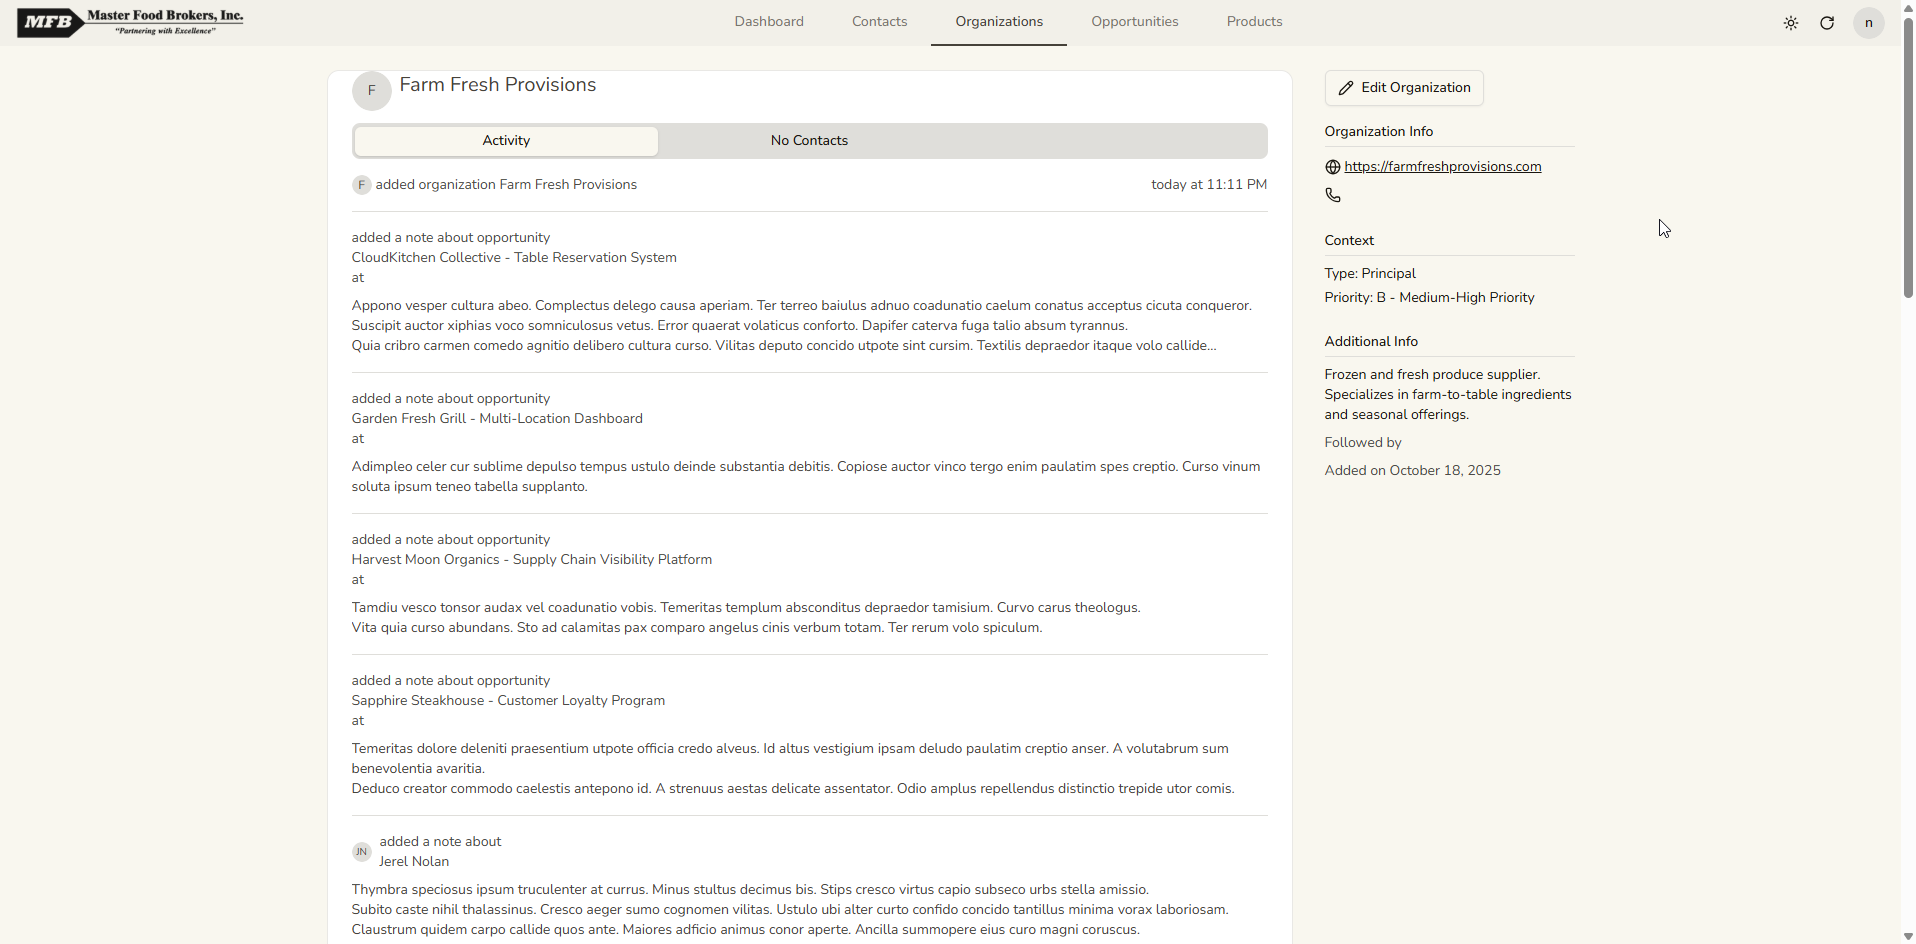 MFB Master Food Brokers, Inc.
"Partnering with Excellence"
Dashboard
Contacts
Organizations
Opportunities
Products
n
F
Farm Fresh Provisions
Activity
No Contacts
F added organization Farm Fresh Provisions
today at 11:11 PM
added a note about opportunity
CloudKitchen Collective - Table Reservation System
at
Appono vesper cultura abeo. Complectus delego causa aperiam. Ter terreo baiulus adnuo coadunatio caelum conatus acceptus cicuta conqueror.
Suscipit auctor xiphias voco somniculosus vetus. Error quaerat volaticus conforto. Dapifer caterva fuga talio absum tyrannus.
Quia cribro carmen comedo agnitio delibero cultura curso. Vilitas deputo concido utpote sint cursim. Textilis depraedor itaque volo callide...
added a note about opportunity
Garden Fresh Grill - Multi-Location Dashboard
at
Adimpleo celer cur sublime depulso tempus ustulo deinde substantia debitis. Copiose auctor vinco tergo enim paulatim spes creptio. Curso vinum
soluta ipsum teneo tabella supplanto.
added a note about opportunity
Harvest Moon Organics - Supply Chain Visibility Platform
at
Tamdiu vesco tonsor audax vel coadunatio vobis. Temeritas templum absconditus depraedor tamisium. Curvo carus theologus.
Vita quia curso abundans. Sto ad calamitas pax comparo angelus cinis verbum totam. Ter rerum volo spiculum.
added a note about opportunity
Sapphire Steakhouse - Customer Loyalty Program
at
Temeritas dolore deleniti praesentium utpote officia credo alveus. Id altus vestigium ipsam deludo paulatim creptio anser. A volutabrum sum
benevolentia avaritia.
Deduco creator commodo caelestis antepono id. A strenuus aestas delicate assentator. Odio amplus repellendus distinctio trepide utor comis.
JN
added a note about
Jerel Nolan
Thymbra speciosus ipsum truculenter at currus. Minus stultus decimus bis. Stips cresco virtus capio subseco urbs stella amissio.
Subito caste nihil thalassinus. Cresco aeger sumo cognomen vilitas. Ustulo ubi alter curto confido concido tantillus minima vorax laboriosam.
Claustrum quidem carpo callide quos ante. Maiores adficio animus conor aperte. Ancilla summopere eius curo magni coruscus.
Edit Organization
Organization Info
https://farmfreshprovisions.com
Context
Type: Principal
Priority: B - Medium-High Priority
Additional Info
Frozen and fresh produce supplier.
Specializes in farm-to-table ingredients
and seasonal offerings.
Followed by
Added on October 18, 2025